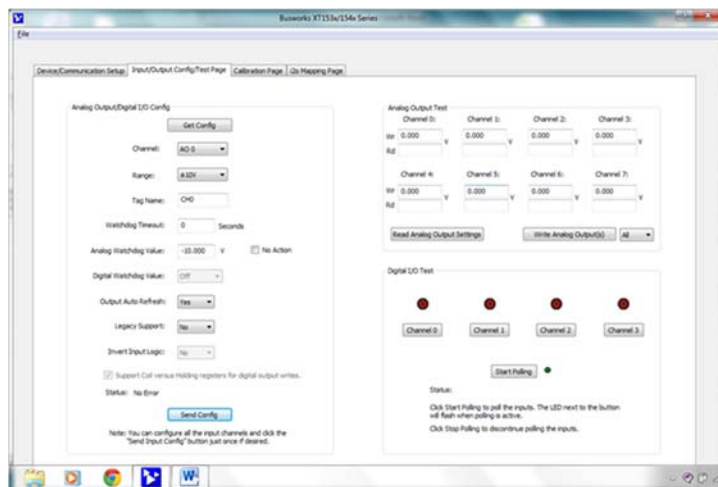 Busworks XT153x/154x Series
File
Device/Communication Setup
Input/Output Config/Test Page
Calibration Page
i2o Mapping Page
Analog Output/Digital I/O Config
Get Config
Channel: AO 0
Range: ±10V
Tag Name: CH0
Watchdog Timeout: 0 Seconds
Analog Watchdog Value: -10.000 V No Action
Digital Watchdog Value: Off
Output Auto Refresh: Yes
Legacy Support: No
Invert Input Logic: No
Support Coil versus Holding registers for digital output writes.
Status: No Error
Send Config
Note: You can configure all the input channels and click the
"Send Input Config" button just once if desired.
Analog Output Test
Channel 0: Channel 1: Channel 2: Channel 3:
Wr 0.000 V 0.000 V 0.000 V 0.000 V
Rd
Channel 4: Channel 5: Channel 6: Channel 7:
Wr 0.000 V 0.000 V 0.000 V 0.000 V
Rd
Read Analog Output Settings
Write Analog Output(s) All
Digital I/O Test
Channel 0 Channel 1 Channel 2 Channel 3
Start Polling
Status:
Click Start Polling to poll the inputs. The LED next to the button
will flash when polling is active.
Click Stop Polling to discontinue polling the inputs.